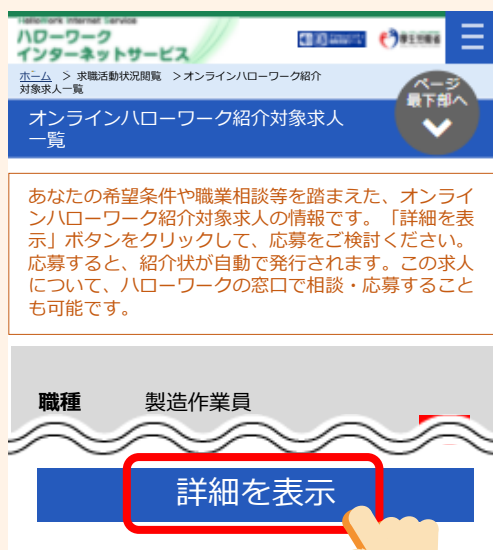 HelloWork Internet Service
ハローワーク
インターネットサービス
厚生労働省
ホーム ＞ 求職活動状況閲覧 ＞オンラインハローワーク紹介
対象求人一覧
ページ
最下部へ
オンラインハローワーク紹介対象求人
一覧
あなたの希望条件や職業相談等を踏まえた、オンライ
ンハローワーク紹介対象求人の情報です。「詳細を表
示」ボタンをクリックして、応募をご検討ください。
応募すると、紹介状が自動で発行されます。この求人
について、ハローワークの窓口で相談・応募すること
も可能です。
職種 製造作業員
詳細を表示